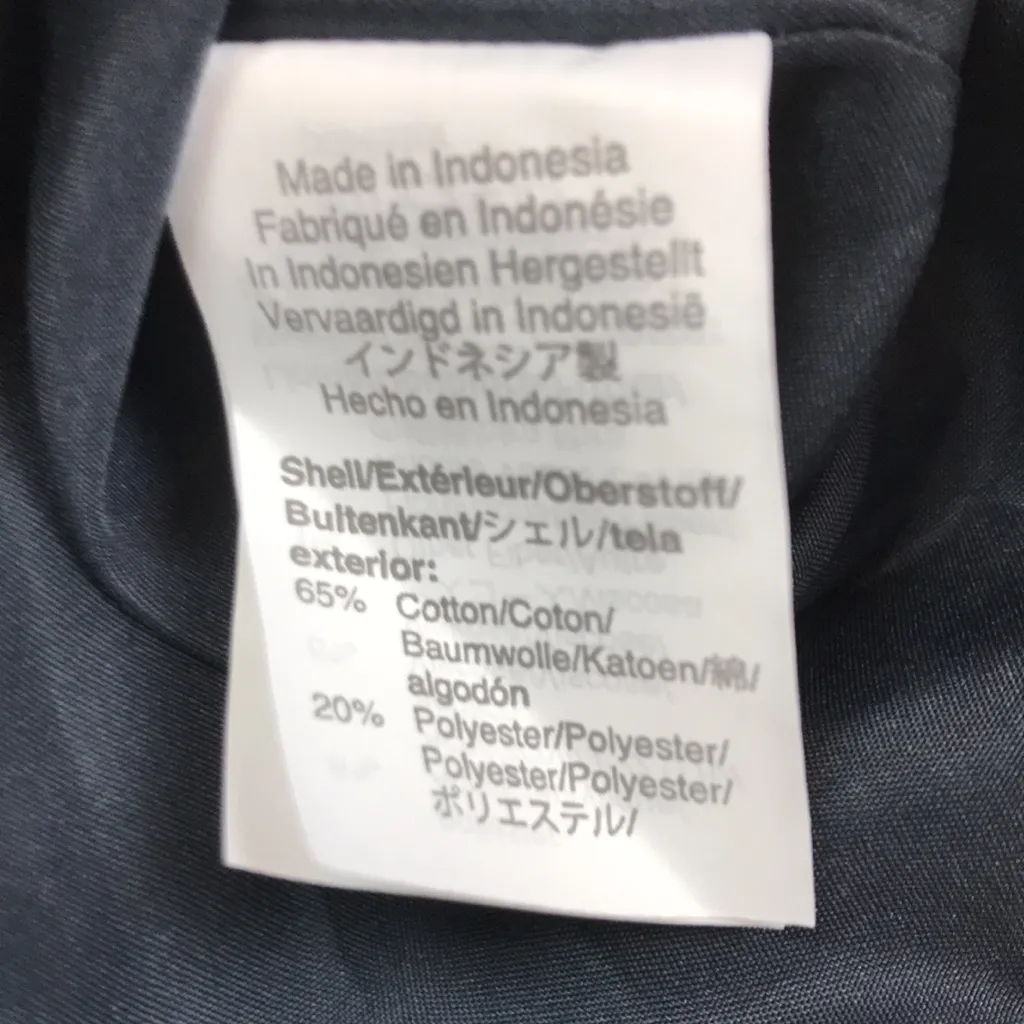 Made in Indonesia
Fabriqué en Indonésie
In Indonesien Hergestellt
Vervaardigd in Indonesië
インドネシア製
Hecho en Indonesia
Shell/Extérieur/Oberstoff/
Buitenkant/シェル/tela
exterior:
65% Cotton/Coton/
Baumwolle/Katoen/綿/
algodón
20% Polyester/Polyester/
Polyester/Polyester/
ポリエステル/